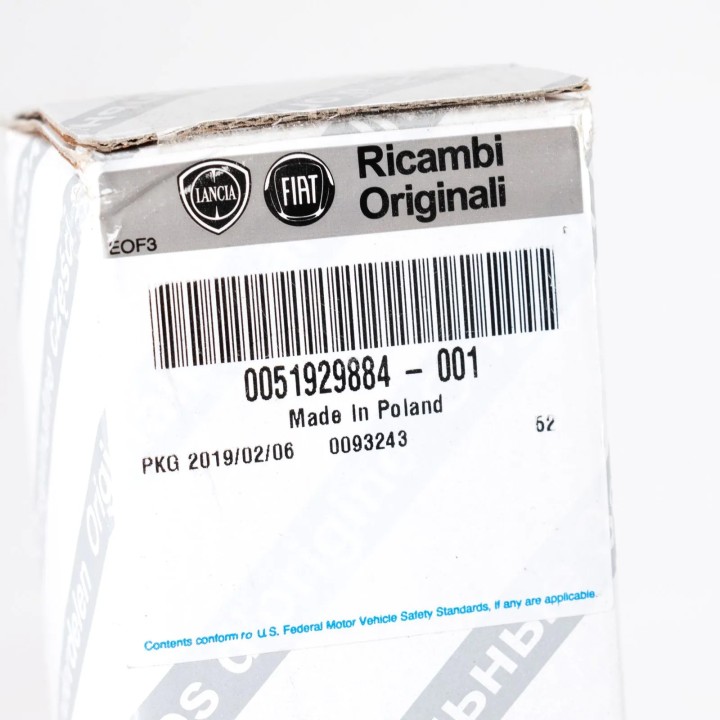 LANCIA FIAT Ricambi
Originali
EOF3
0051929884 - 001
Made In Poland
PKG 2019/02/06 0093243 52
Contents conform to U.S. Federal Motor Vehicle Safety Standards, If any are applicable.